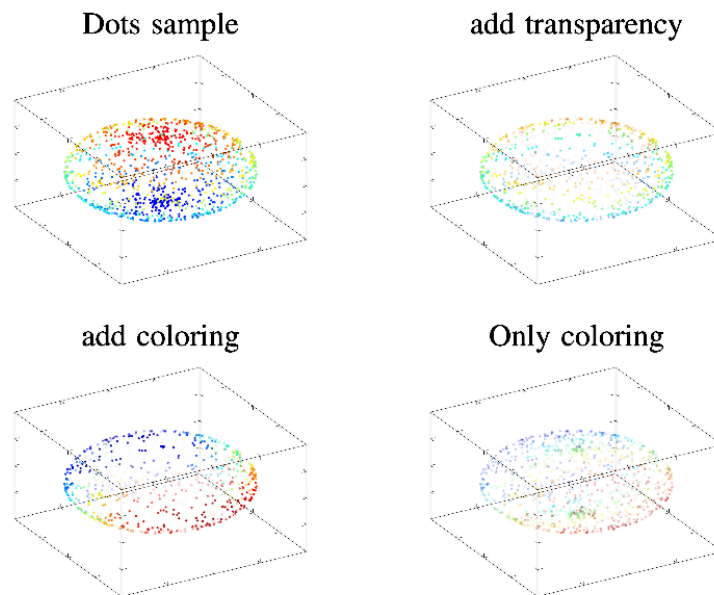 Dots sample
add transparency
add coloring
Only coloring